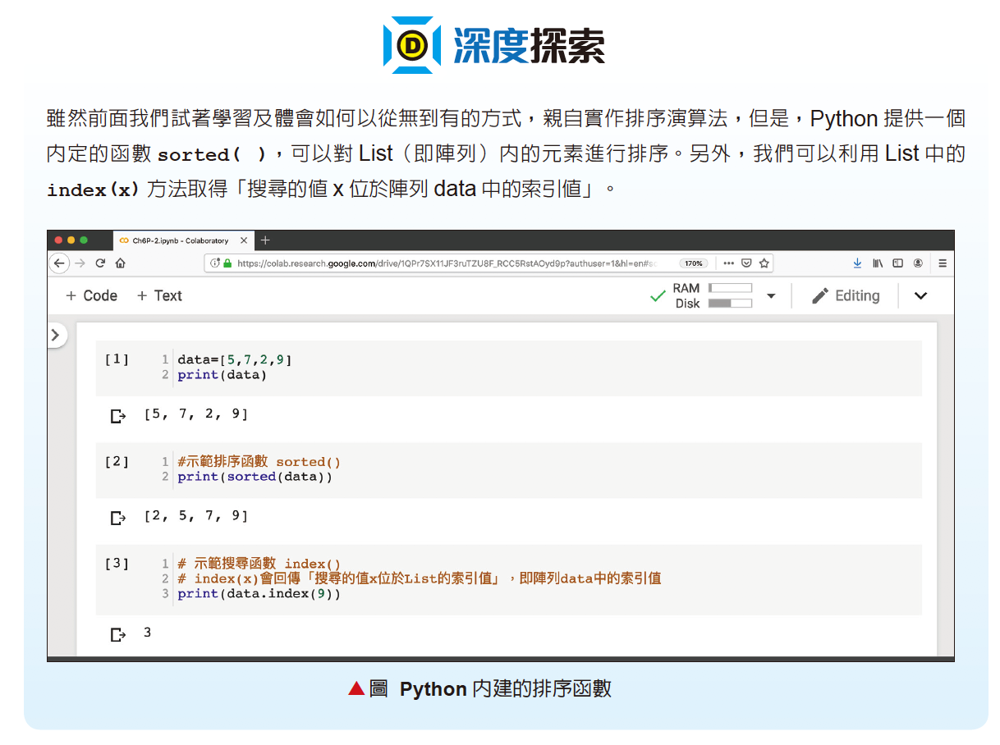 D 深度探索
雖然前面我們試著學習及體會如何以從無到有的方式，親自實作排序演算法，但是，Python 提供一個
內定的函數 sorted( )，可以對 List（即陣列）內的元素進行排序。另外，我們可以利用 List 中的
index(x) 方法取得「搜尋的值 x 位於陣列 data 中的索引值」。
Ch6P-2.ipynb - Colaboratory
https://colab.research.google.com/drive/1QPr7SX11JF3ruTZU8F_RCC5RstAOyd9p?authuser=1&hl=en#sc 170%
+ Code + Text RAM Editing
Disk
[1] 1 data=[5,7,2,9]
2 print(data)
[5, 7, 2, 9]
[2] 1 #示範排序函數 sorted()
2 print(sorted(data))
[2, 5, 7, 9]
[3] 1 # 示範搜尋函數 index()
2 # index(x)會回傳「搜尋的值x位於List的索引值」，即陣列data中的索引值
3 print(data.index(9))
3
▲圖 Python 內建的排序函數